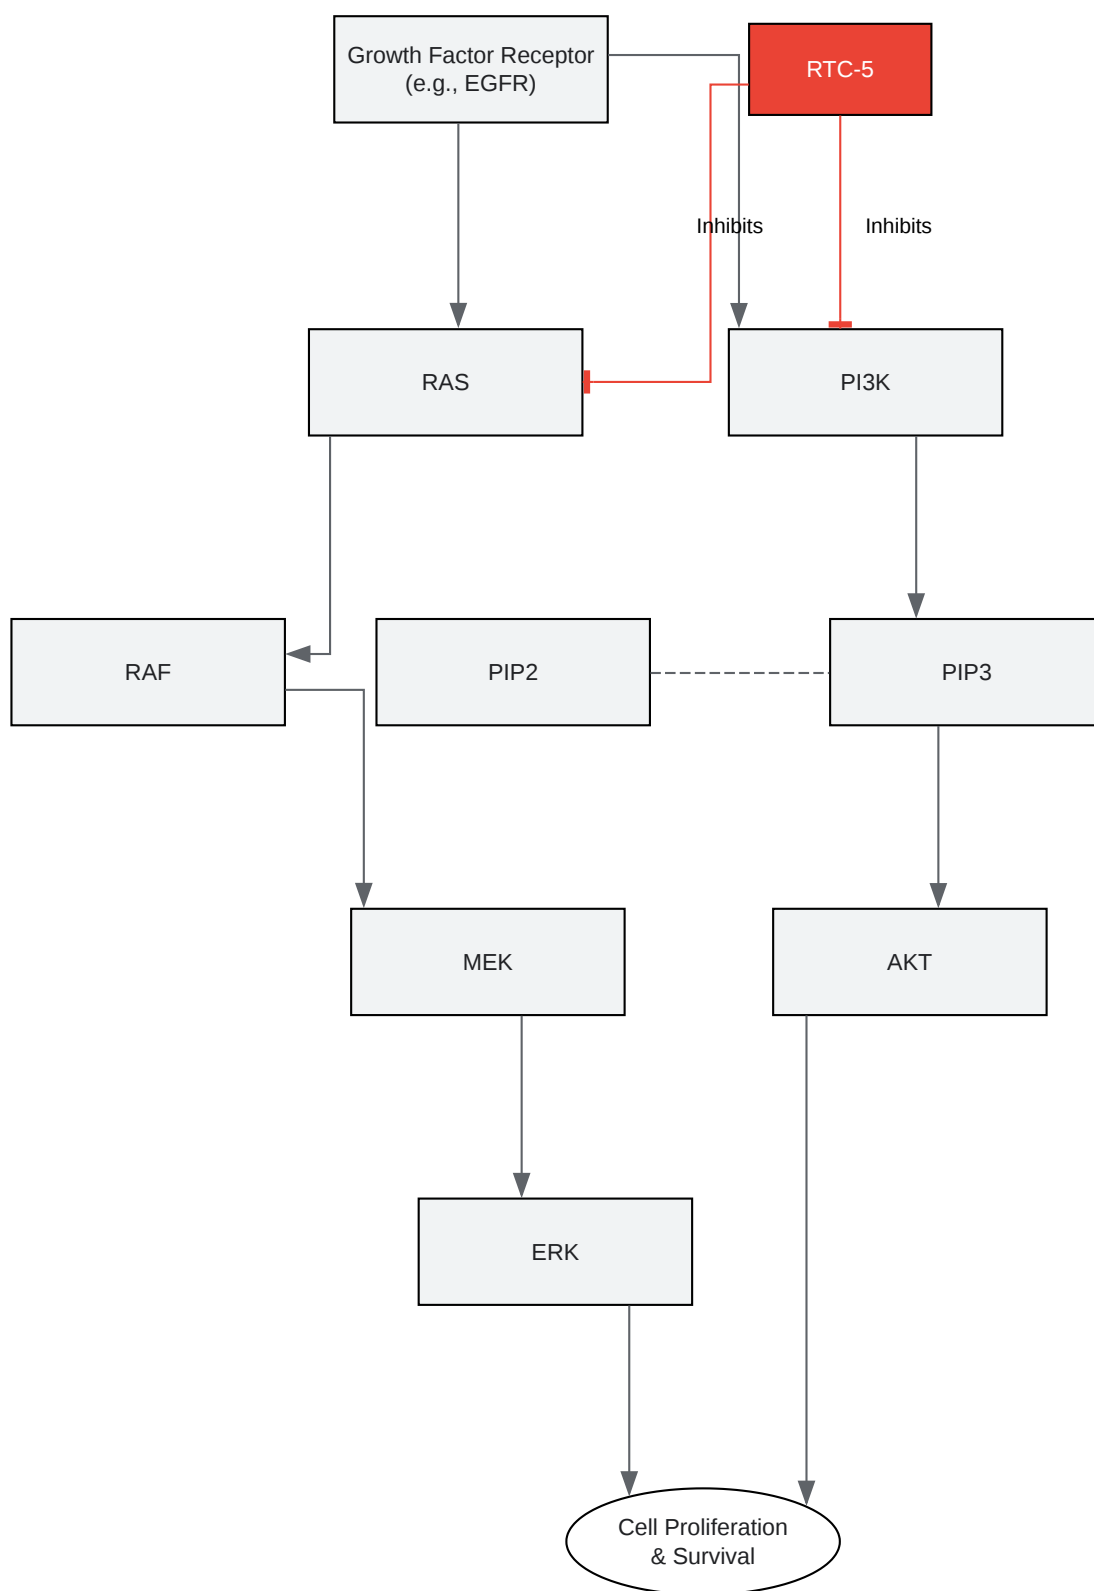 Growth Factor Receptor
(e.g., EGFR)
RTC-5
Inhibits
Inhibits
RAS
PI3K
RAF
PIP2
PIP3
MEK
AKT
ERK
Cell Proliferation
& Survival